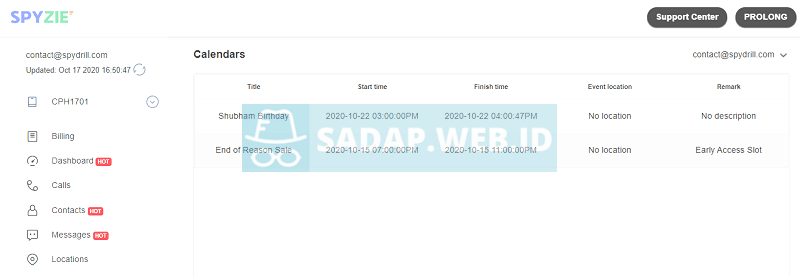 SPYZIE
Support Center
PROLONG
contact@spydrill.com
Updated: Oct 17 2020 16:50:47
Calendars
contact@spydrill.com
CPH1701
Billing
Dashboard HOT
Calls
Contacts HOT
Messages HOT
Locations
Title Start time Finish time Event location Remark
Shubham Birthday 2020-10-22 03:00:00PM 2020-10-22 04:00:47PM No location No description
End of Reason Sale 2020-10-15 07:00:00PM 2020-10-15 11:00:00PM No location Early Access Slot
SADAP.WEB.ID